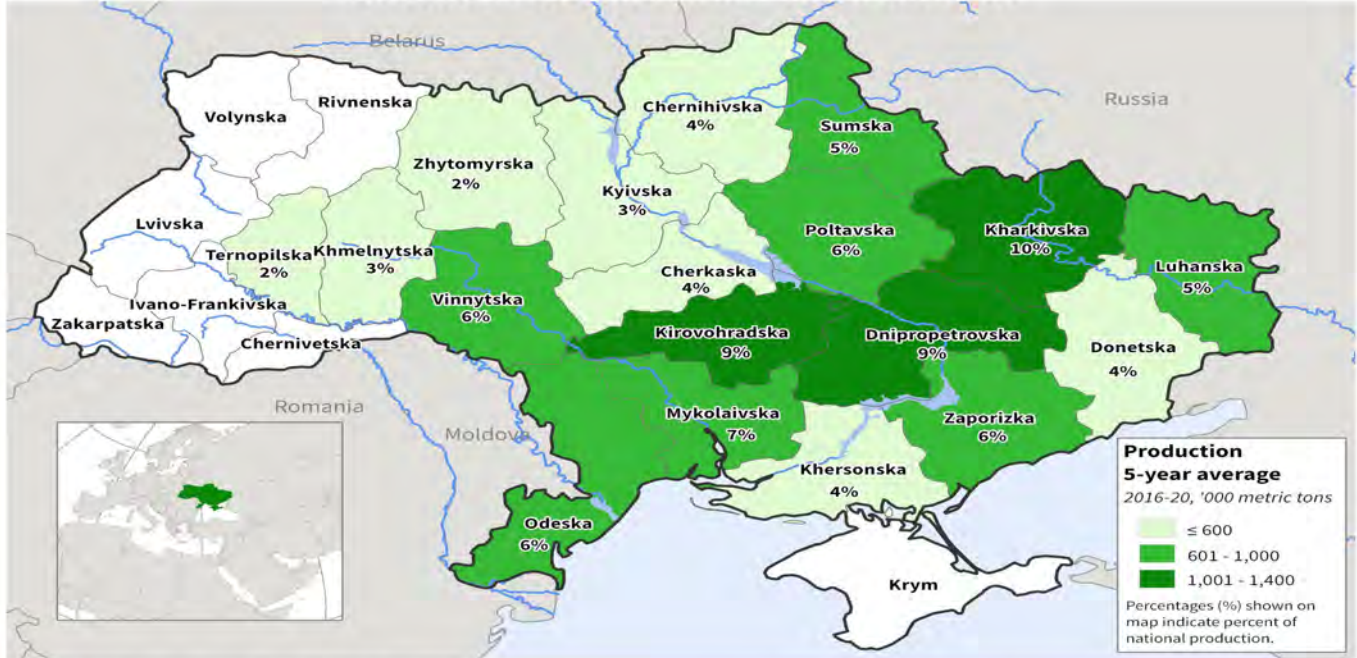 Belarus
Russia
Volynska
Rivnenska
Chernihivska
4%
Sumska
5%
Zhytomyrska
2%
Kyivska
3%
Lvivska
Ternopilska
2%
Khmelnytska
3%
Poltavska
6%
Kharkivska
10%
Luhanska
5%
Cherkaska
4%
Vinnytska
6%
Ivano-Frankivska
Zakarpatska
Chernivetska
Kirovohradska
9%
Dnipropetrovska
9%
Donetska
4%
Romania
Moldova
Mykolaivska
7%
Zaporizka
6%
Khersonska
4%
Odeska
6%
Krym
Production
5-year average
2016-20, '000 metric tons
≤ 600
601 - 1,000
1,001 - 1,400
Percentages (%) shown on
map indicate percent of
national production.